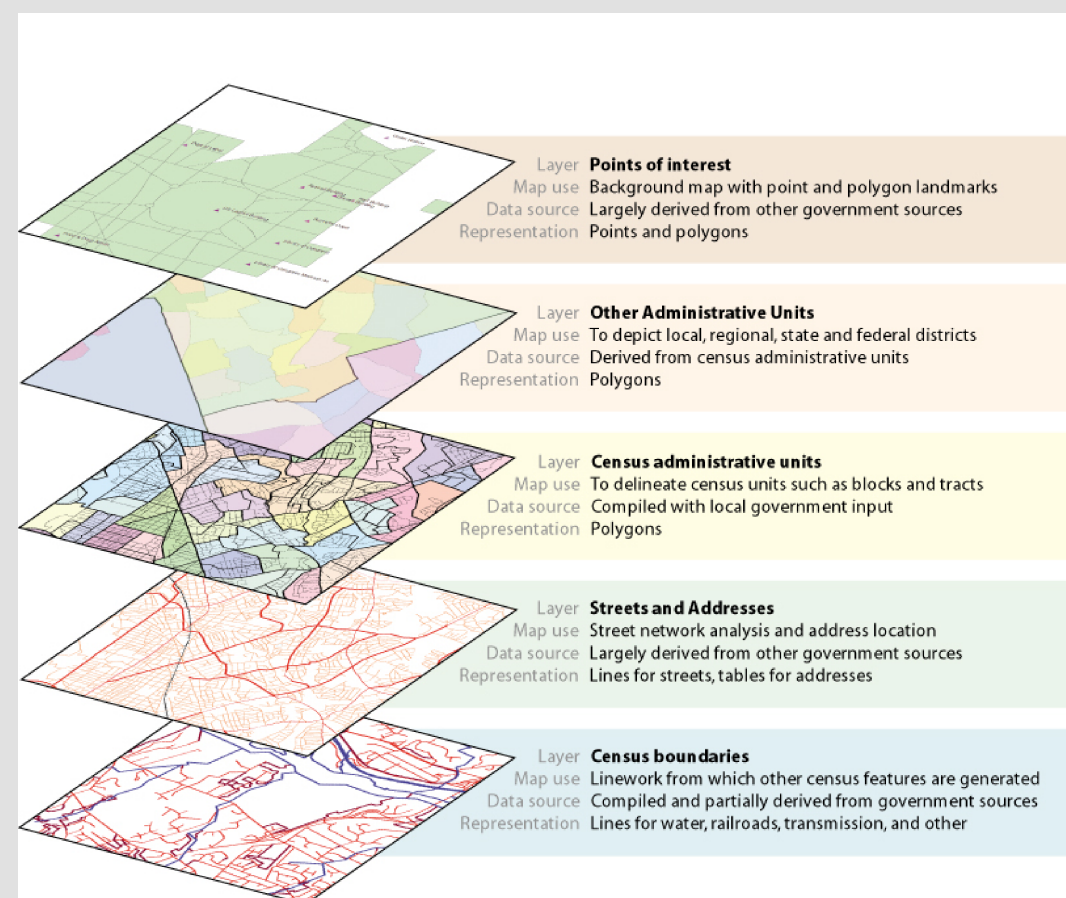 Layer Points of interest
Map use Background map with point and polygon landmarks
Data source Largely derived from other government sources
Representation Points and polygons
Layer Other Administrative Units
Map use To depict local, regional, state and federal districts
Data source Derived from census administrative units
Representation Polygons
Layer Census administrative units
Map use To delineate census units such as blocks and tracts
Data source Compiled with local government input
Representation Polygons
Layer Streets and Addresses
Map use Street network analysis and address location
Data source Largely derived from other government sources
Representation Lines for streets, tables for addresses
Layer Census boundaries
Map use Linework from which other census features are generated
Data source Compiled and partially derived from government sources
Representation Lines for water, railroads, transmission, and other